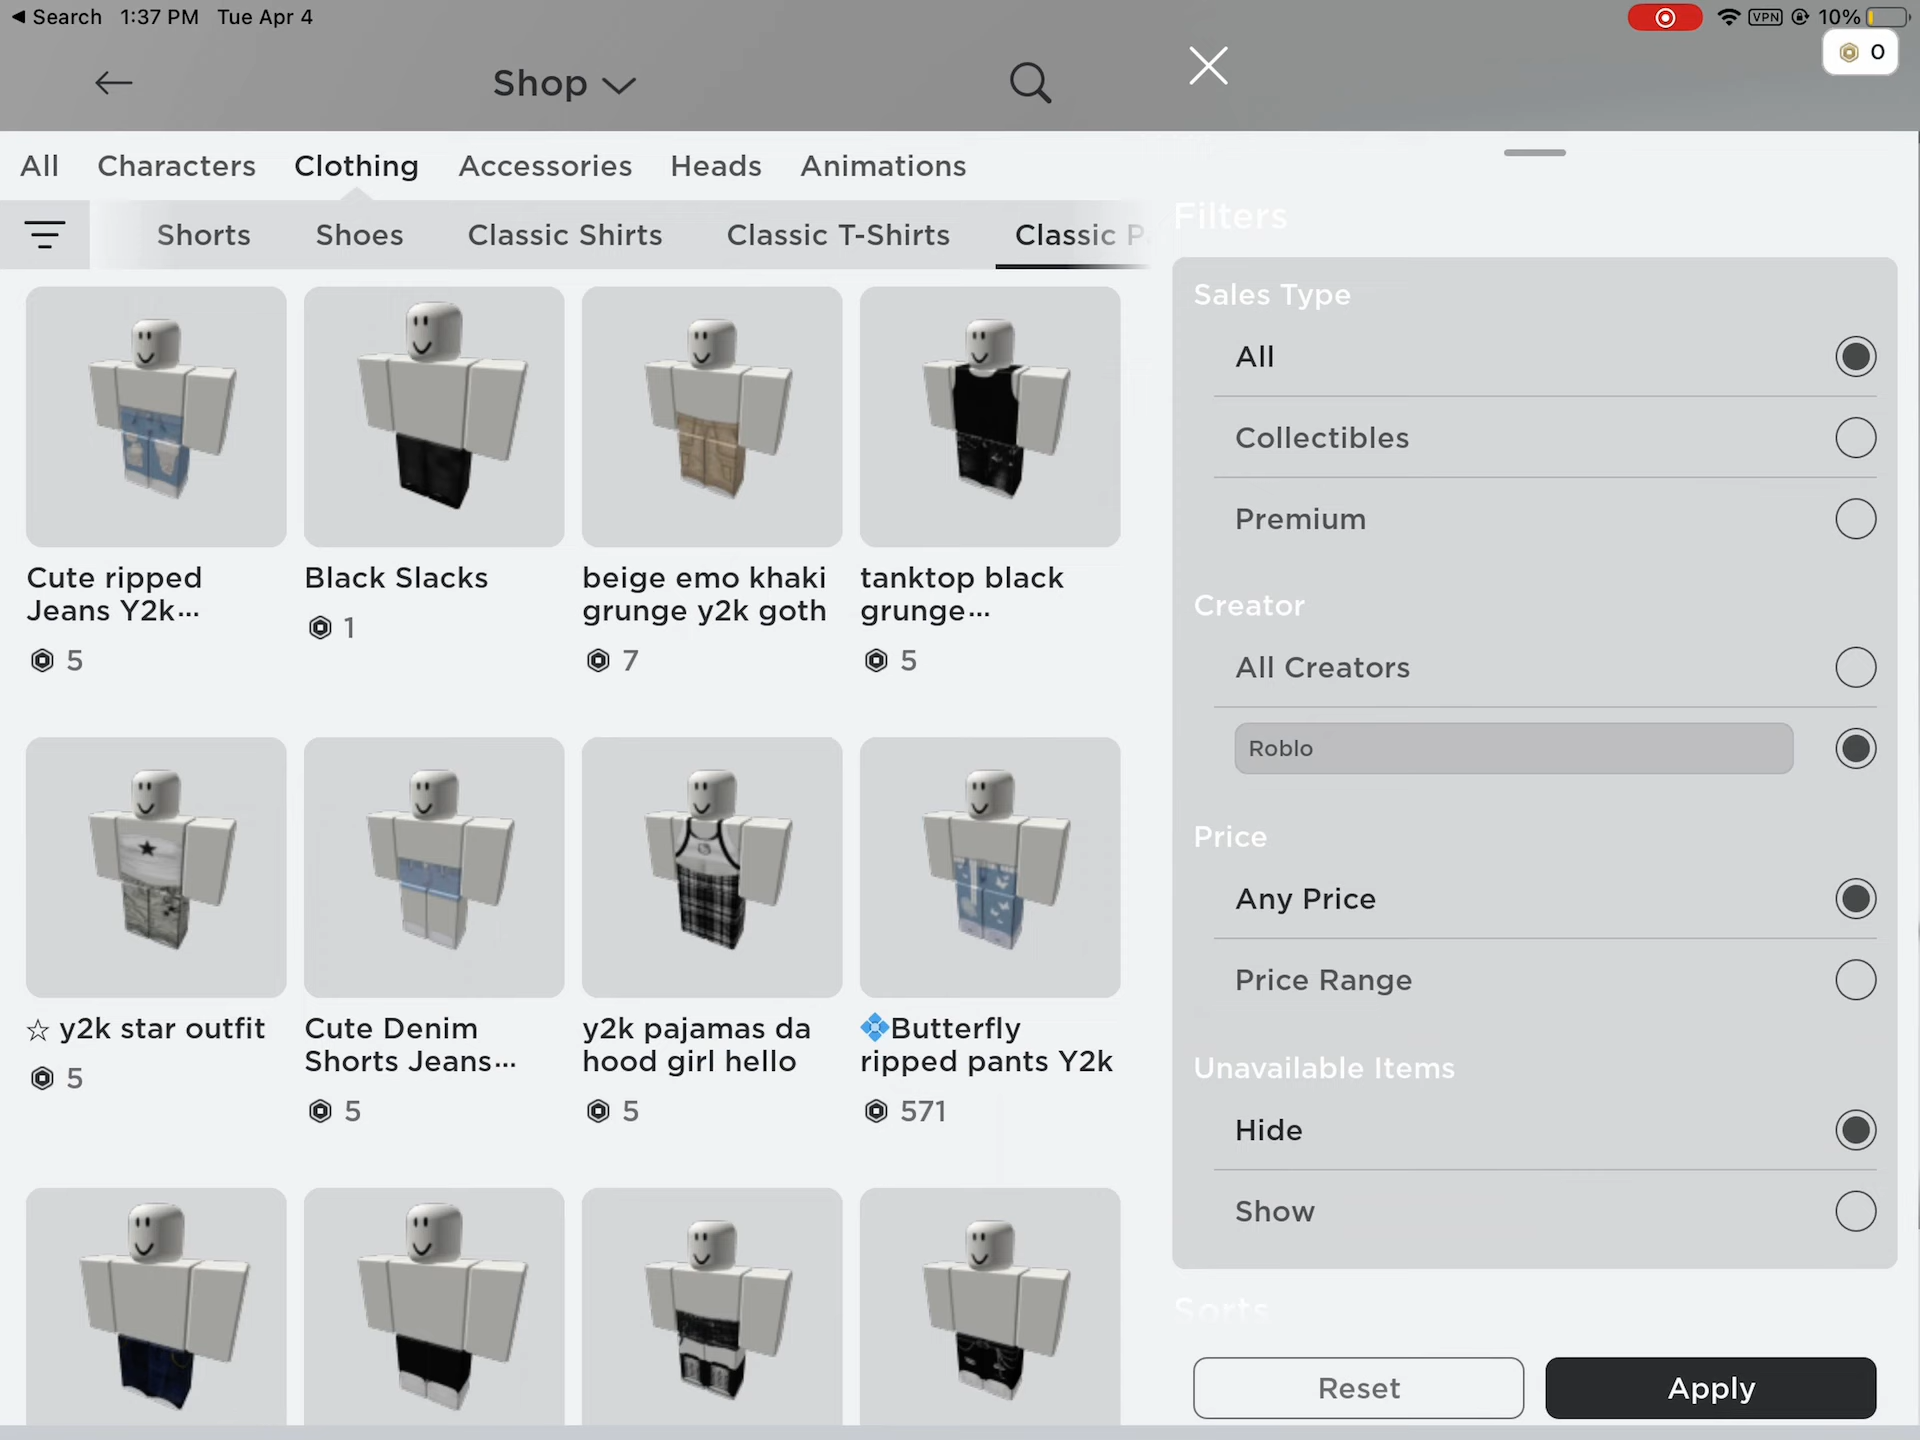 Search 1:37 PM Tue Apr 4
VPN 10%
0
Shop
All Characters Clothing Accessories Heads Animations
Shorts Shoes Classic Shirts Classic T-Shirts Classic P
Cute ripped
Jeans Y2k...
5
Black Slacks
1
beige emo khaki
grunge y2k goth
7
tanktop black
grunge...
5
☆ y2k star outfit
5
Cute Denim
Shorts Jeans...
5
y2k pajamas da
hood girl hello
5
💠Butterfly
ripped pants Y2k
571
Filters
Sales Type
All
Collectibles
Premium
Creator
All Creators
Roblo
Price
Any Price
Price Range
Unavailable Items
Hide
Show
Sorts
Reset
Apply